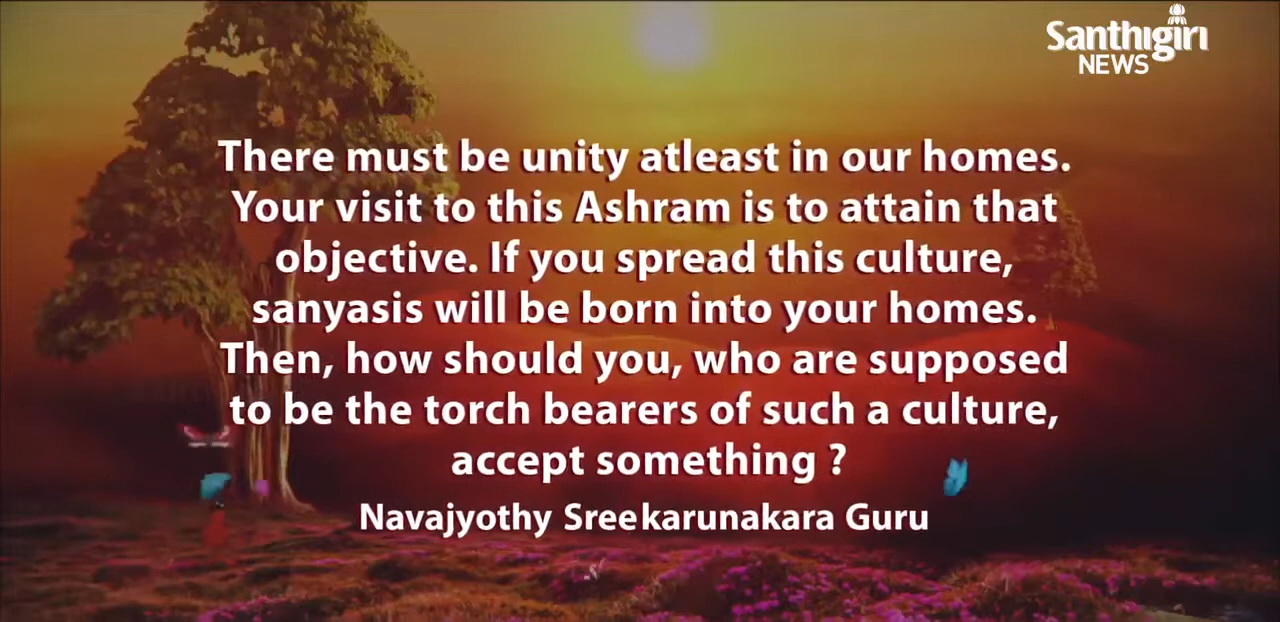 Santhigiri
NEWS
There must be unity atleast in our homes.
Your visit to this Ashram is to attain that
objective. If you spread this culture,
sanyasis will be born into your homes.
Then, how should you, who are supposed
to be the torch bearers of such a culture,
accept something ?
Navajyothy Sreekarunakara Guru